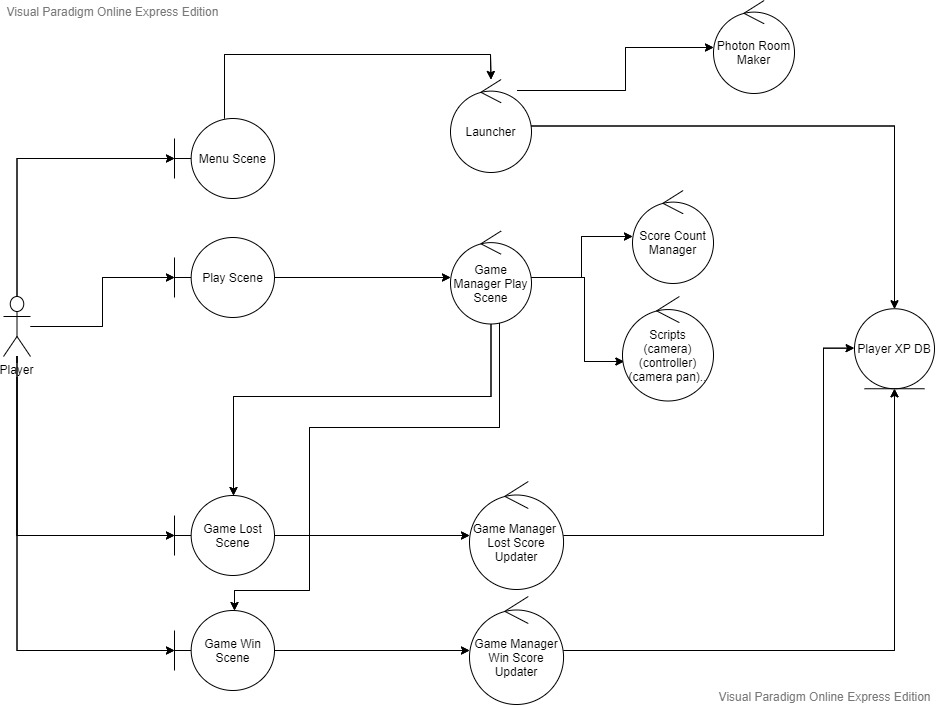 Visual Paradigm Online Express Edition
Photon Room
Maker
Launcher
Menu Scene
Score Count
Manager
Play Scene
Game
Manager Play
Scene
Scripts
(camera)
(controller)
(camera pan)..
Player XP DB
Player
Game Lost
Scene
Game Manager
Lost Score
Updater
Game Win
Scene
Game Manager
Win Score
Updater
Visual Paradigm Online Express Edition